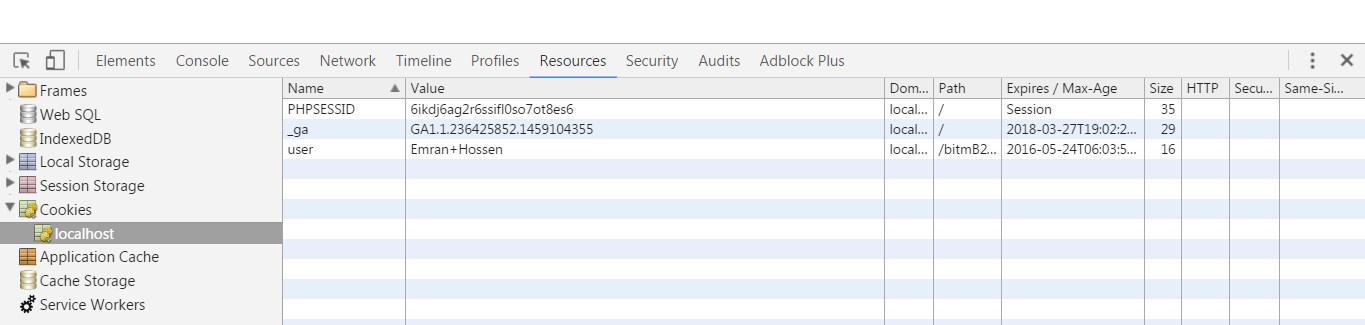 Elements Console Sources Network Timeline Profiles Resources Security Audits Adblock Plus
Frames
Web SQL
IndexedDB
Local Storage
Session Storage
Cookies
localhost
Application Cache
Cache Storage
Service Workers
Name Value Dom... Path Expires / Max-Age Size HTTP Secu... Same-Si...
PHPSESSID 6ikdj6ag2r6ssifl0so7ot8es6 local... / Session 35
_ga GA1.1.236425852.1459104355 local... / 2018-03-27T19:02:2... 29
user Emran+Hossen local... /bitmB2... 2016-05-24T06:03:5... 16